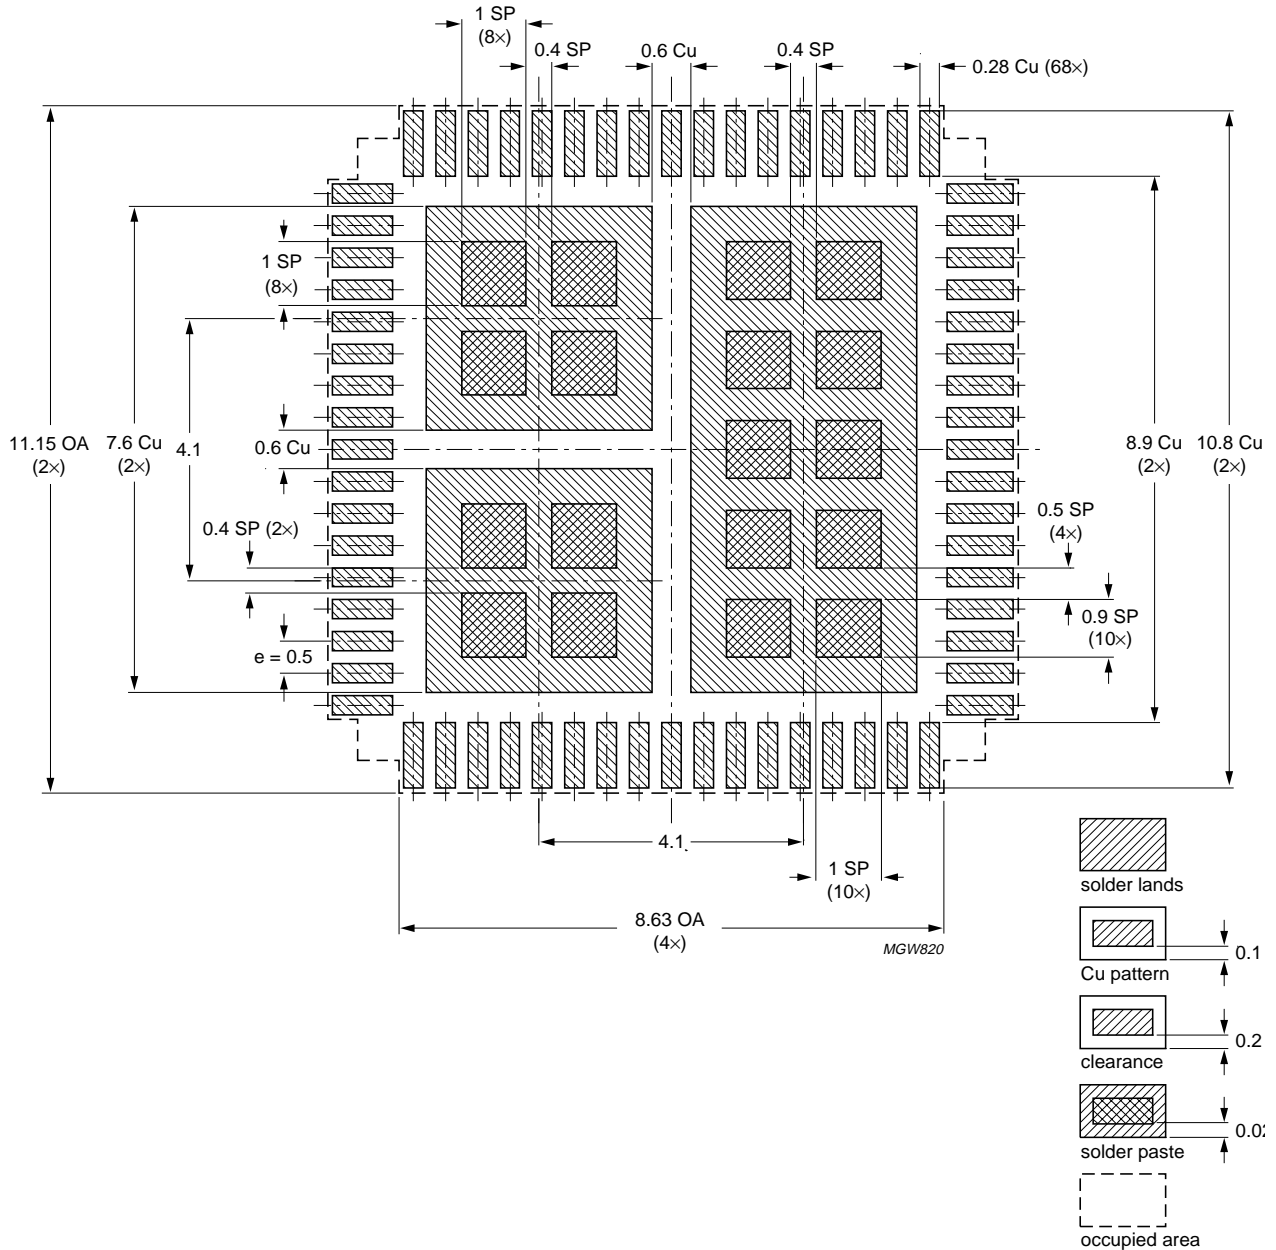 1 SP
(8×)
0.4 SP
0.6 Cu
0.4 SP
0.28 Cu (68×)
1 SP
(8×)
11.15 OA
(2×)
7.6 Cu
(2×)
4.1
0.6 Cu
8.9 Cu
(2×)
10.8 Cu
(2×)
0.4 SP (2×)
0.5 SP
(4×)
0.9 SP
(10×)
e = 0.5
4.1
1 SP
(10×)
8.63 OA
(4×)
MGW820
solder lands
0.1
Cu pattern
0.2
clearance
0.02
solder paste
occupied area